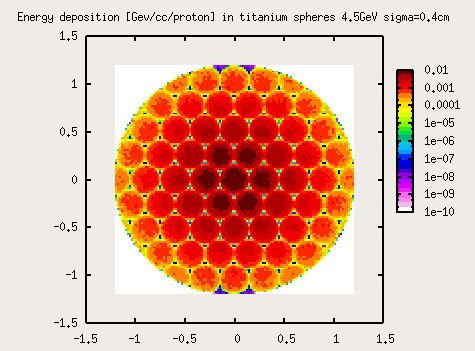 Energy deposition [Gev/cc/proton] in titanium spheres 4.5GeV sigma=0.4cm
1.5
1
0.5
0
-0.5
-1
-1.5
-1.5 -1 -0.5 0 0.5 1 1.5
0.01
0.001
0.0001
1e-05
1e-06
1e-07
1e-08
1e-09
1e-10